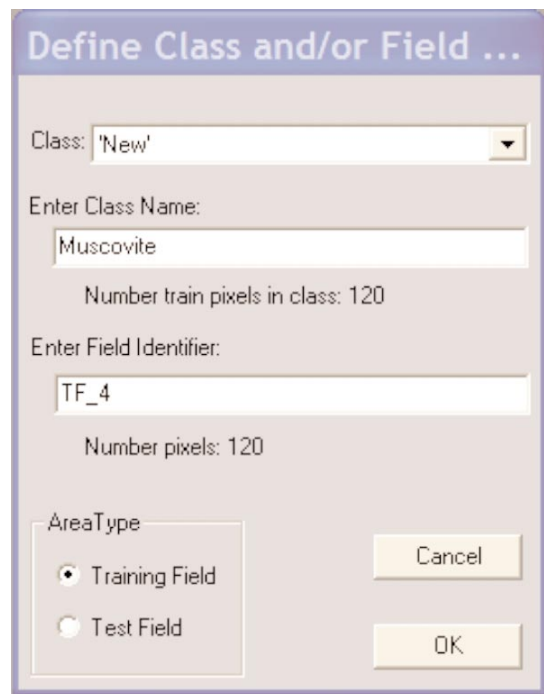 Define Class and/or Field ...
Class: 'New'
Enter Class Name:
Muscovite
Number train pixels in class: 120
Enter Field Identifier:
TF_4
Number pixels: 120
AreaType
Training Field
Test Field
Cancel
OK